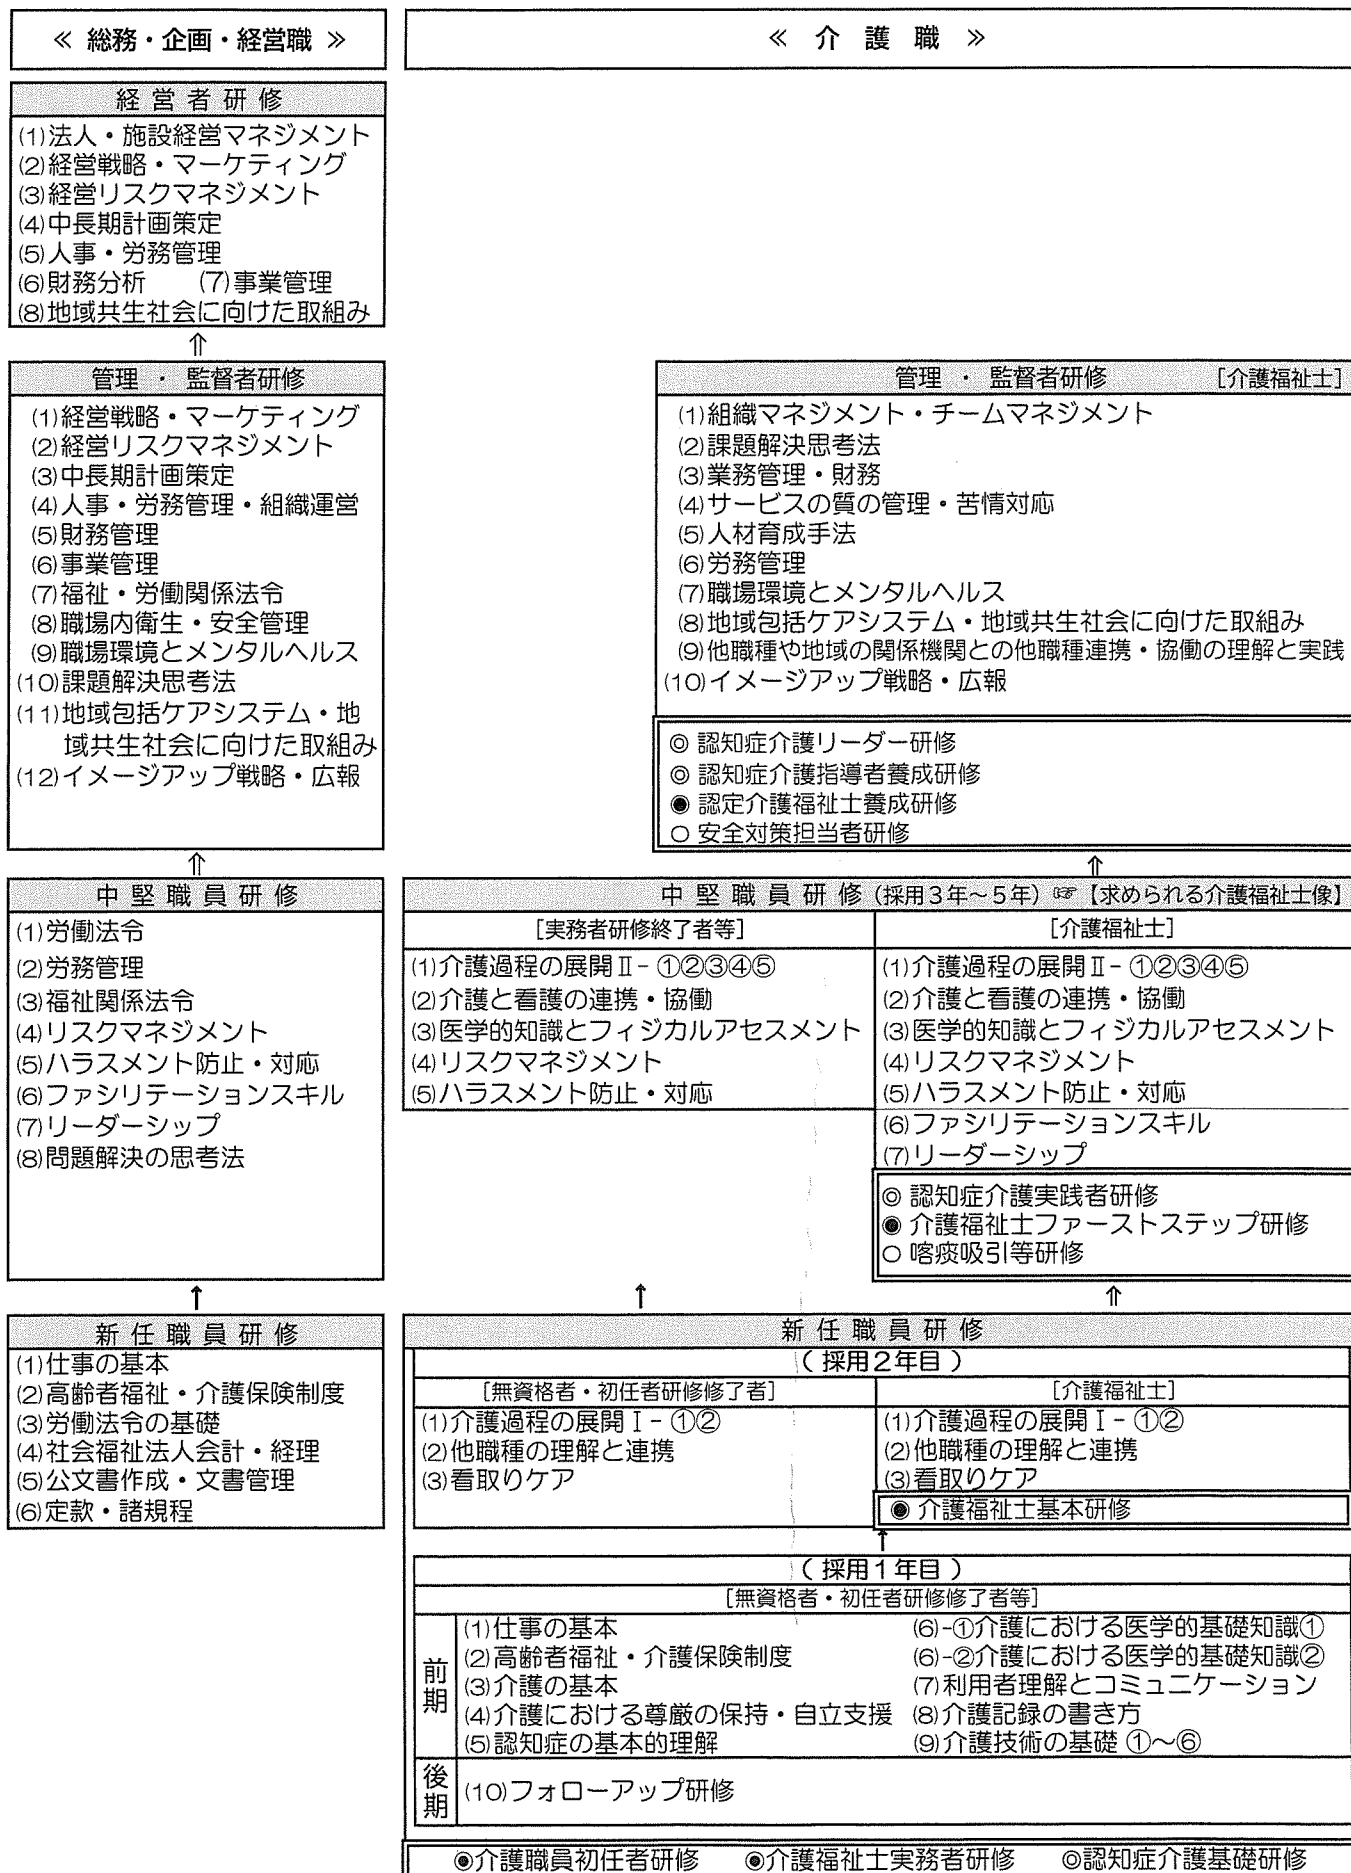 ≪ 総務・企画・経営職 ≫
経 営 者 研 修
(1)法人・施設経営マネジメント
(2)経営戦略・マーケティング
(3)経営リスクマネジメント
(4)中長期計画策定
(5)人事・労務管理
(6)財務分析 (7)事業管理
(8)地域共生社会に向けた取組み
⇑
管理 ・ 監督者研修
(1)経営戦略・マーケティング
(2)経営リスクマネジメント
(3)中長期計画策定
(4)人事・労務管理・組織運営
(5)財務管理
(6)事業管理
(7)福祉・労働関係法令
(8)職場内衛生・安全管理
(9)職場環境とメンタルヘルス
(10)課題解決思考法
(11)地域包括ケアシステム・地
域共生社会に向けた取組み
(12)イメージアップ戦略・広報
⇑
中 堅 職 員 研 修
(1)労働法令
(2)労務管理
(3)福祉関係法令
(4)リスクマネジメント
(5)ハラスメント防止・対応
(6)ファシリテーションスキル
(7)リーダーシップ
(8)問題解決の思考法
↑
新 任 職 員 研 修
(1)仕事の基本
(2)高齢者福祉・介護保険制度
(3)労働法令の基礎
(4)社会福祉法人会計・経理
(5)公文書作成・文書管理
(6)定款・諸規程
≪ 介 護 職 ≫
管理 ・ 監督者研修 [介護福祉士]
(1)組織マネジメント・チームマネジメント
(2)課題解決思考法
(3)業務管理・財務
(4)サービスの質の管理・苦情対応
(5)人材育成手法
(6)労務管理
(7)職場環境とメンタルヘルス
(8)地域包括ケアシステム・地域共生社会に向けた取組み
(9)他職種や地域の関係機関との他職種連携・協働の理解と実践
(10)イメージアップ戦略・広報
◎ 認知症介護リーダー研修
◎ 認知症介護指導者養成研修
◉ 認定介護福祉士養成研修
○ 安全対策担当者研修
⇑
中 堅 職 員 研 修 (採用3年～5年) ☞ 【求められる介護福祉士像】
[実務者研修終了者等]
(1)介護過程の展開Ⅱ- ①②③④⑤
(2)介護と看護の連携・協働
(3)医学的知識とフィジカルアセスメント
(4)リスクマネジメント
(5)ハラスメント防止・対応
[介護福祉士]
(1)介護過程の展開Ⅱ- ①②③④⑤
(2)介護と看護の連携・協働
(3)医学的知識とフィジカルアセスメント
(4)リスクマネジメント
(5)ハラスメント防止・対応
(6)ファシリテーションスキル
(7)リーダーシップ
◎ 認知症介護実践者研修
◉ 介護福祉士ファーストステップ研修
○ 喀痰吸引等研修
↑ ⇑
新 任 職 員 研 修
( 採用2年目 )
[無資格者・初任者研修修了者]
(1)介護過程の展開Ⅰ- ①②
(2)他職種の理解と連携
(3)看取りケア
[介護福祉士]
(1)介護過程の展開Ⅰ- ①②
(2)他職種の理解と連携
(3)看取りケア
◉ 介護福祉士基本研修
↑
( 採用1年目 )
[無資格者・初任者研修修了者等]
前期
(1)仕事の基本
(2)高齢者福祉・介護保険制度
(3)介護の基本
(4)介護における尊厳の保持・自立支援
(5)認知症の基本的理解
(6)-①介護における医学的基礎知識①
(6)-②介護における医学的基礎知識②
(7)利用者理解とコミュニケーション
(8)介護記録の書き方
(9)介護技術の基礎 ①～⑥
後期
(10)フォローアップ研修
◉介護職員初任者研修 ◉介護福祉士実務者研修 ◎認知症介護基礎研修